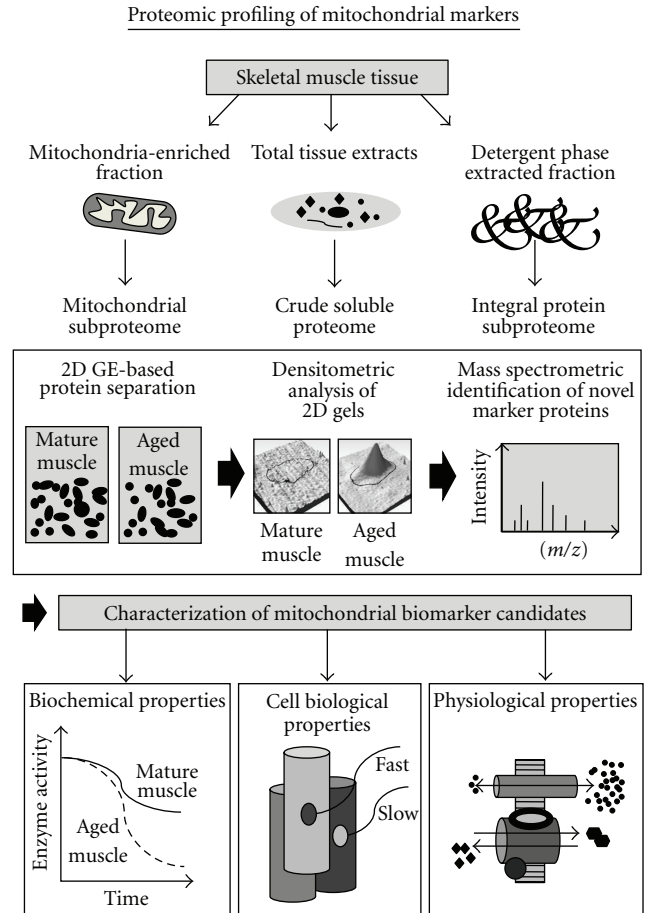 Proteomic profiling of mitochondrial markers
Skeletal muscle tissue
Mitochondria-enriched
fraction
Total tissue extracts
Detergent phase
extracted fraction
Mitochondrial
subproteome
Crude soluble
proteome
Integral protein
subproteome
2D GE-based
protein separation
Mature
muscle
Aged
muscle
Densitometric
analysis of
2D gels
Mature
muscle
Aged
muscle
Mass spectrometric
identification of novel
marker proteins
Intensity
(m/z)
Characterization of mitochondrial biomarker candidates
Biochemical properties
Enzyme activity
Mature
muscle
Aged
muscle
Time
Cell biological
properties
Fast
Slow
Physiological properties